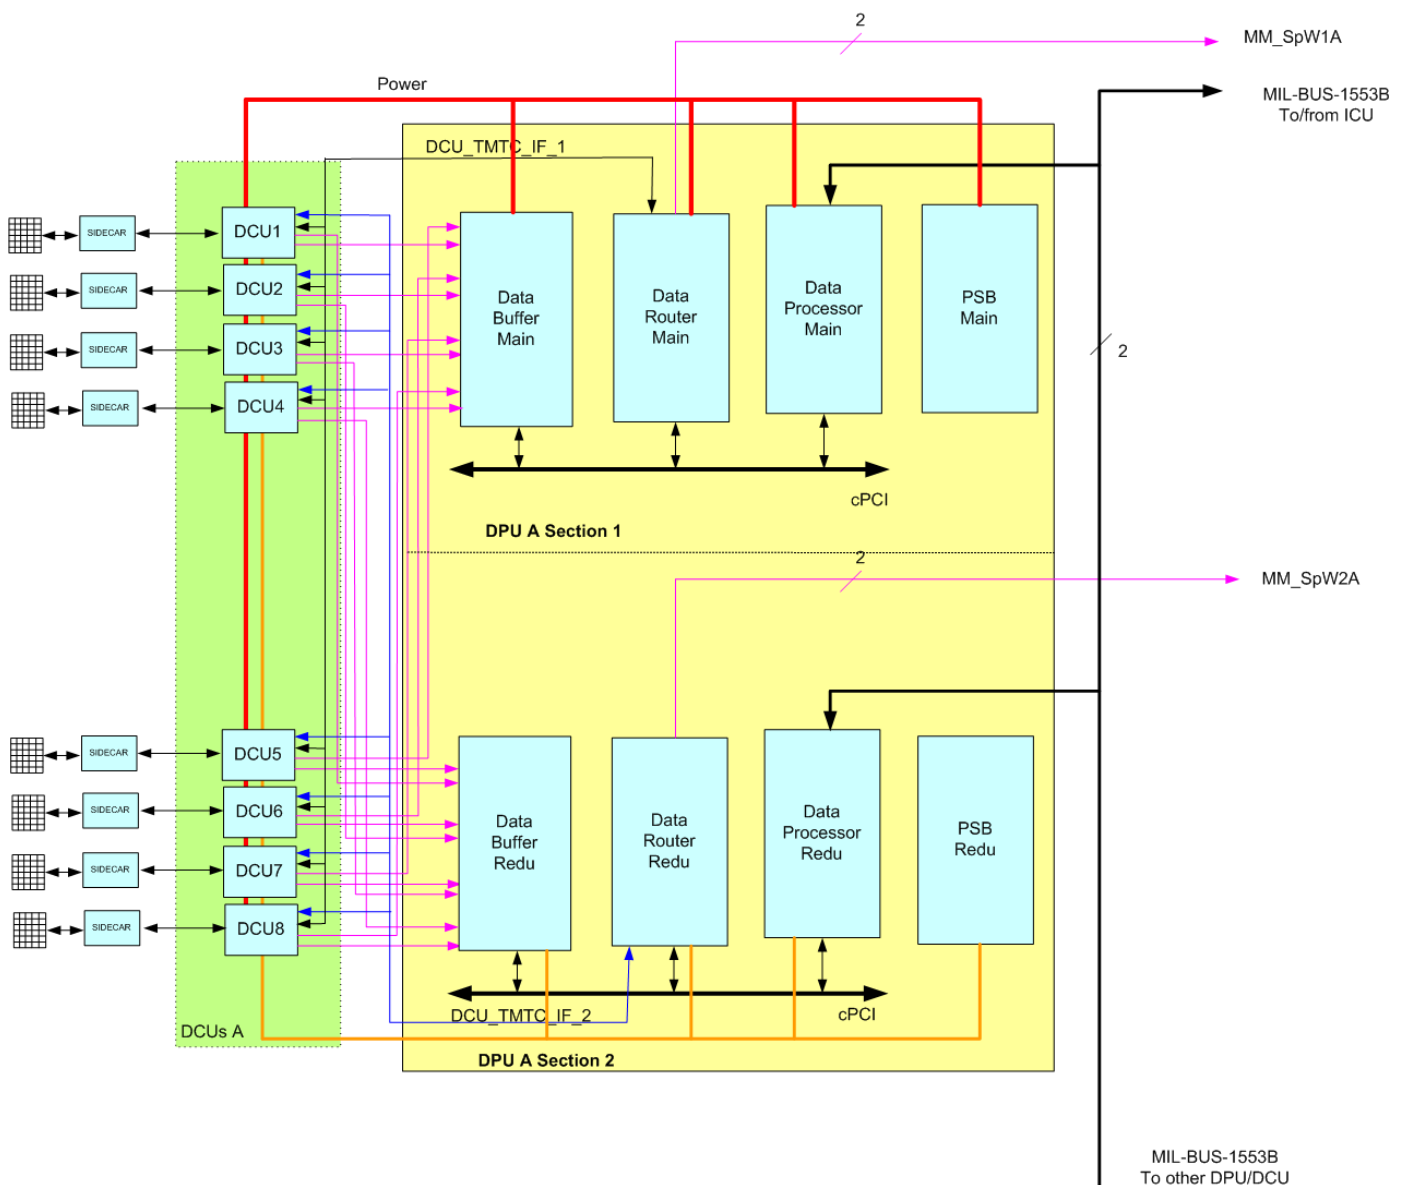 2
MM_SpW1A
Power
MIL-BUS-1553B
To/from ICU
DCU_TMTC_IF_1
SIDECAR
DCU1
SIDECAR
DCU2
SIDECAR
DCU3
SIDECAR
DCU4
Data
Buffer
Main
Data
Router
Main
Data
Processor
Main
PSB
Main
2
cPCI
DPU A Section 1
2
MM_SpW2A
SIDECAR
DCU5
SIDECAR
DCU6
SIDECAR
DCU7
SIDECAR
DCU8
Data
Buffer
Redu
Data
Router
Redu
Data
Processor
Redu
PSB
Redu
DCUs A
DCU_TMTC_IF_2
cPCI
DPU A Section 2
MIL-BUS-1553B
To other DPU/DCU